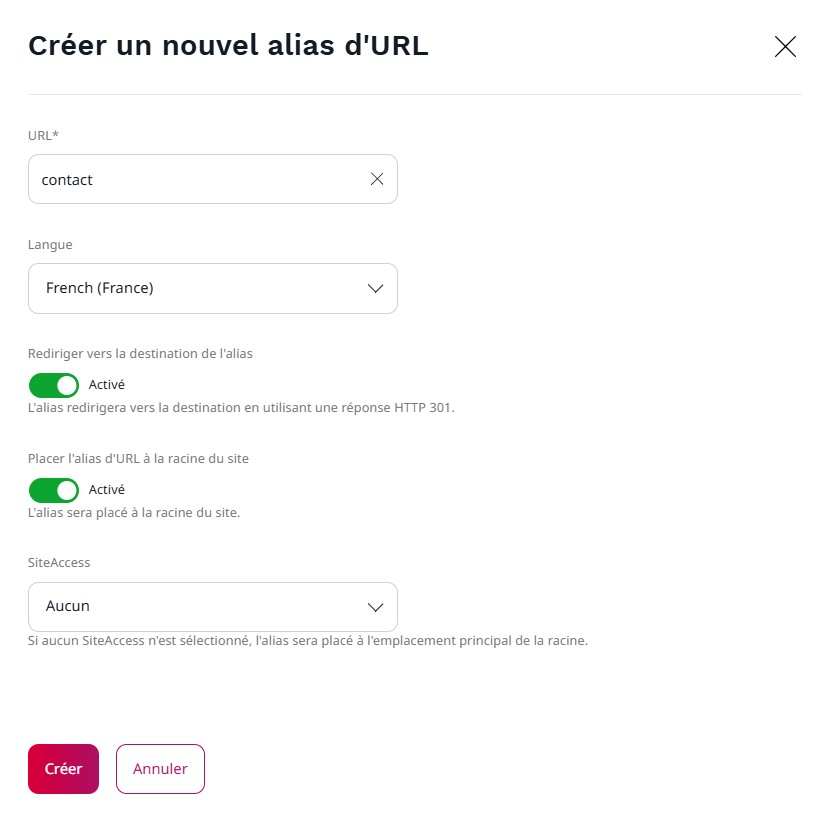 Créer un nouvel alias d'URL
URL*
contact
Langue
French (France)
Rediriger vers la destination de l'alias
Activé
L'alias redirigera vers la destination en utilisant une réponse HTTP 301.
Placer l'alias d'URL à la racine du site
Activé
L'alias sera placé à la racine du site.
SiteAccess
Aucun
Si aucun SiteAccess n'est sélectionné, l'alias sera placé à l'emplacement principal de la racine.
Créer
Annuler